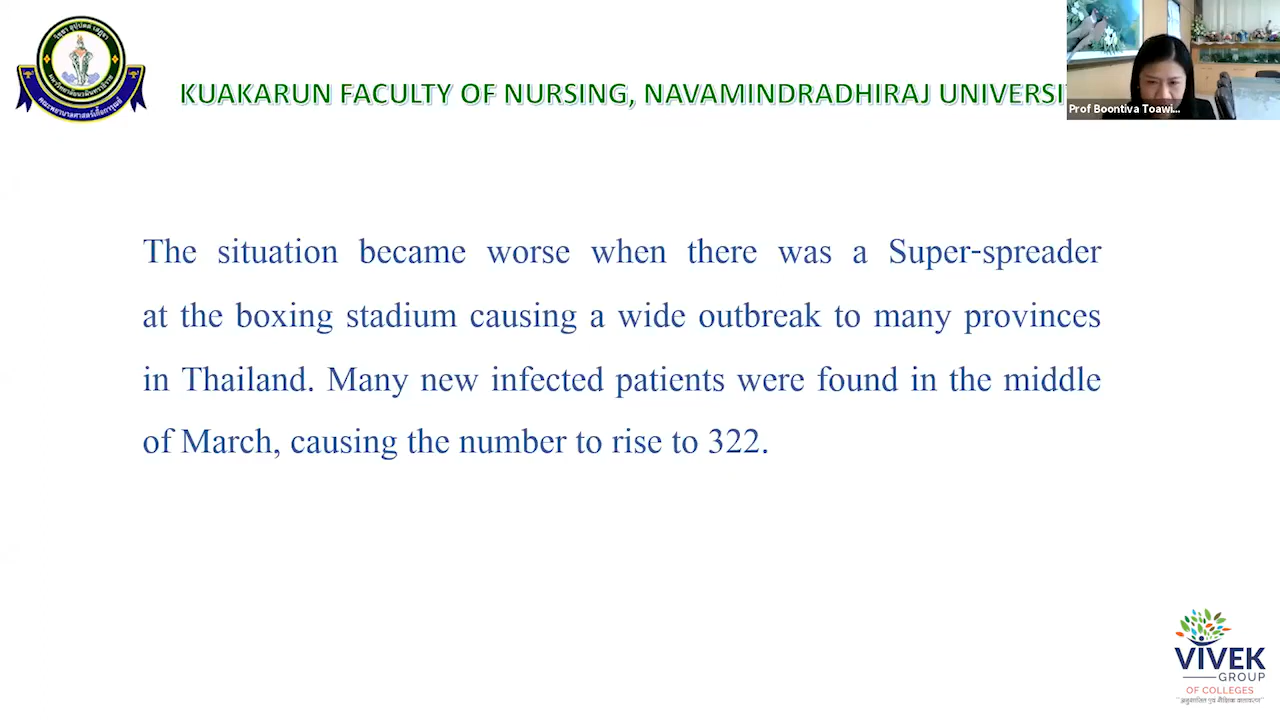 KUAKARUN FACULTY OF NURSING, NAVAMINDRADHIRAJ UNIVERSI
Prof Boontiva Toawi...
The situation became worse when there was a Super-spreader
at the boxing stadium causing a wide outbreak to many provinces
in Thailand. Many new infected patients were found in the middle
of March, causing the number to rise to 322.
VIVEK
GROUP
OF COLLEGES